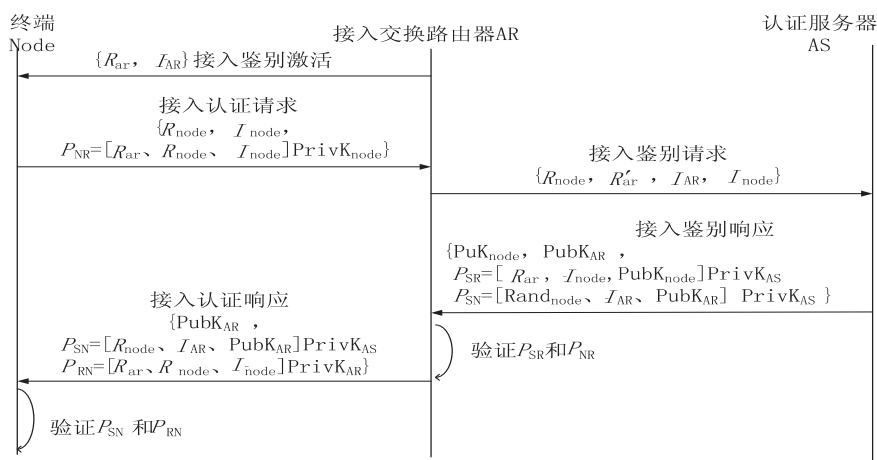 终端
Node
接入交换路由器AR
认证服务器
AS
{Rar, IAR}接入鉴别激活
接入认证请求
{Rnode, Inode,
PNR=[Rar、Rnode、 Inode]PrivKnode}
接入鉴别请求
{Rnode, R′ar , IAR, Inode}
接入鉴别响应
{PuKnode, PubKAR ,
PSR=[ Rar, Inode, PubKnode]PrivKAS
PSN=[Randnode、IAR、PubKAR] PrivKAS }
接入认证响应
{PubKAR ,
PSN=[Rnode、IAR、PubKAR]PrivKAS
PRN=[Rar、R node、Inode]PrivKAR}
验证PSR和PNR
验证PSN 和PRN